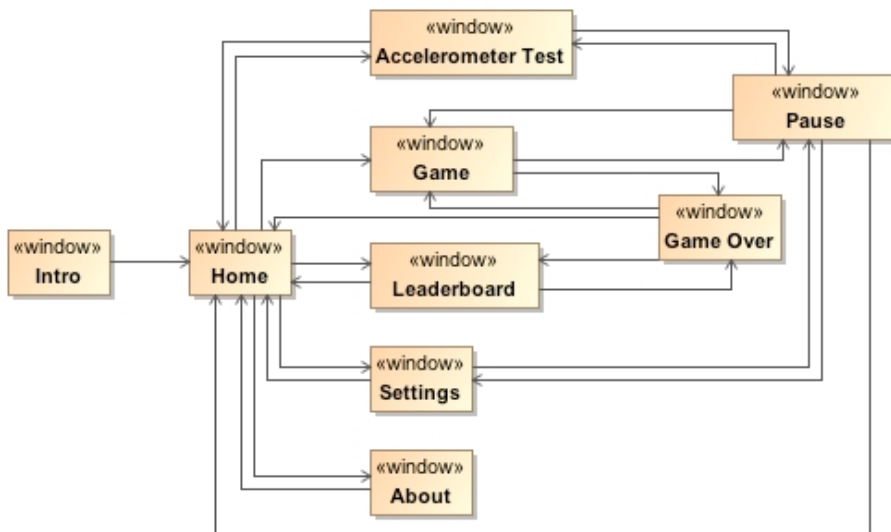 «window»
Accelerometer Test
«window»
Pause
«window»
Game
«window»
Game Over
«window»
Intro
«window»
Home
«window»
Leaderboard
«window»
Settings
«window»
About